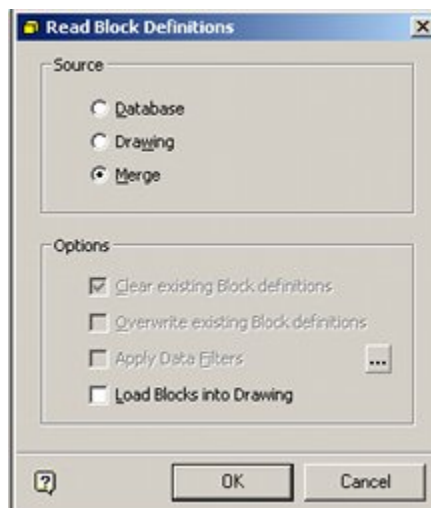 Read Block Definitions
Source
Database
Drawing
Merge
Options
Clear existing Block definitions
Overwrite existing Block definitions
Apply Data Filters ...
Load Blocks into Drawing
? OK Cancel